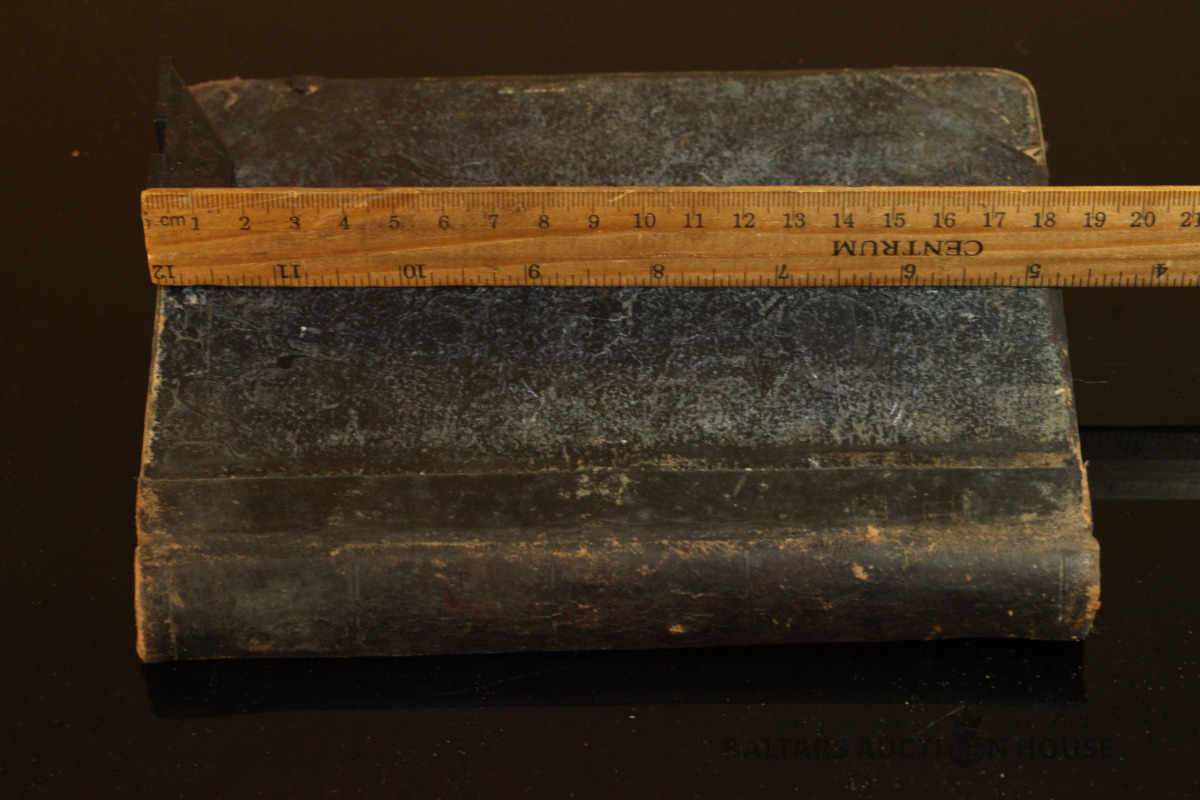 cm 1 2 3 4 5 6 7 8 9 10 11 12 13 14 15 16 17 18 19 20 21
CENTRUM
12 11 10 9 8 7 6 5 4
BALTARS AUCTION HOUSE